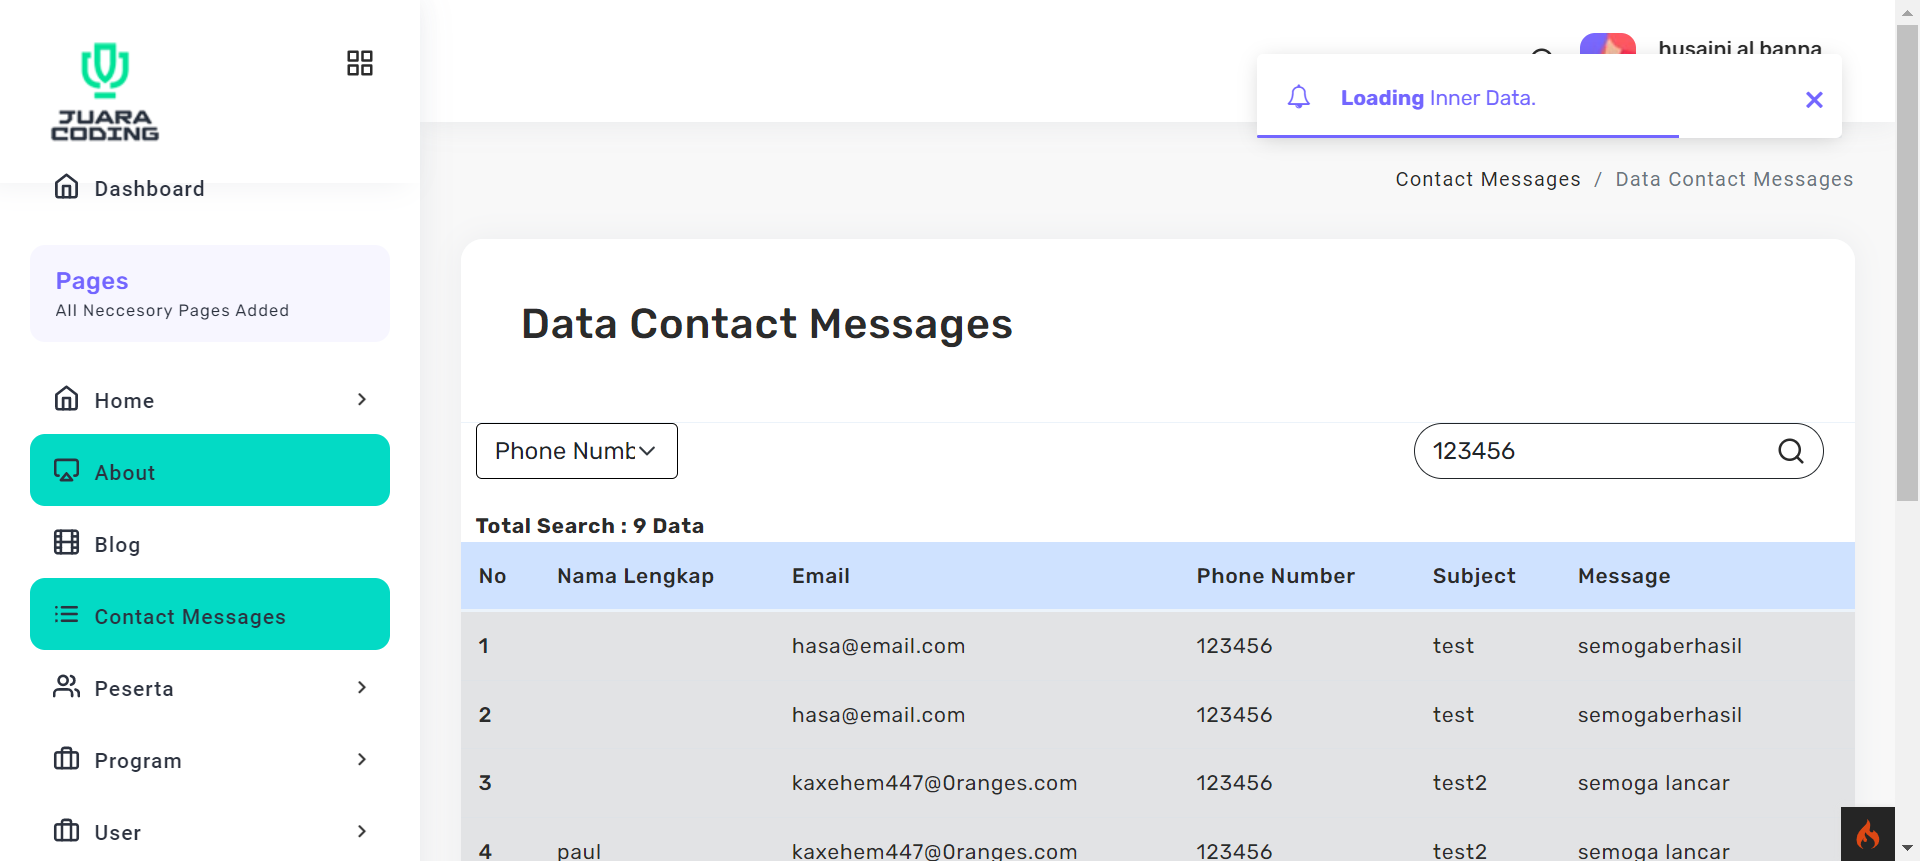 JUARA
CODING
Dashboard
Pages
All Neccesory Pages Added
Home
About
Blog
Contact Messages
Peserta
Program
User
husaini al banna
Loading Inner Data.
Contact Messages / Data Contact Messages
Data Contact Messages
Phone Numb
123456
Total Search : 9 Data
No Nama Lengkap Email Phone Number Subject Message
1 hasa@email.com 123456 test semogaberhasil
2 hasa@email.com 123456 test semogaberhasil
3 kaxehem447@0ranges.com 123456 test2 semoga lancar
4 paul kaxehem447@0ranges.com 123456 test2 semoga lancar